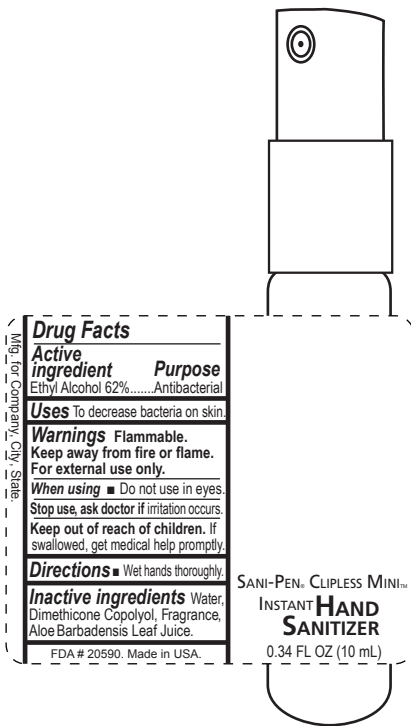 Mfg. for Company, City, State.
Drug Facts
Active
ingredient Purpose
Ethyl Alcohol 62%.......Antibacterial
Uses To decrease bacteria on skin.
Warnings Flammable.
Keep away from fire or flame.
For external use only.
When using ■ Do not use in eyes.
Stop use, ask doctor if irritation occurs.
Keep out of reach of children. If
swallowed, get medical help promptly.
Directions ■ Wet hands thoroughly.
Inactive ingredients Water,
Dimethicone Copolyol, Fragrance,
Aloe Barbadensis Leaf Juice.
FDA # 20590. Made in USA.
SANI-PEN® CLIPLESS MINI™
INSTANT HAND
SANITIZER
0.34 FL OZ (10 mL)